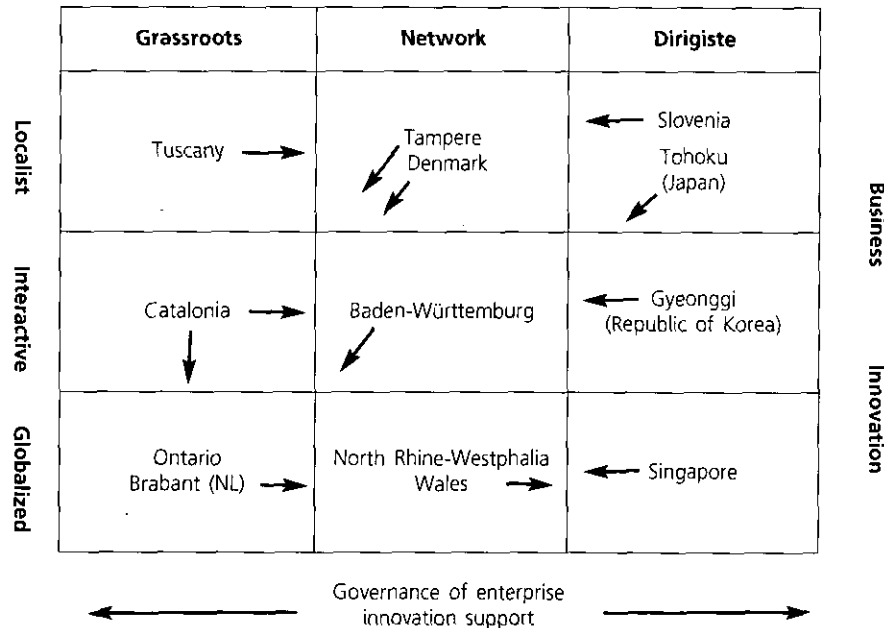 Grassroots
Network
Dirigiste
Localist
Tuscany
Tampere
Denmark
Slovenia
Tohoku
(Japan)
Business
Interactive
Catalonia
Baden-Württemburg
Gyeonggi
(Republic of Korea)
Innovation
Globalized
Ontario
Brabant (NL)
North Rhine-Westphalia
Wales
Singapore
Governance of enterprise
innovation support